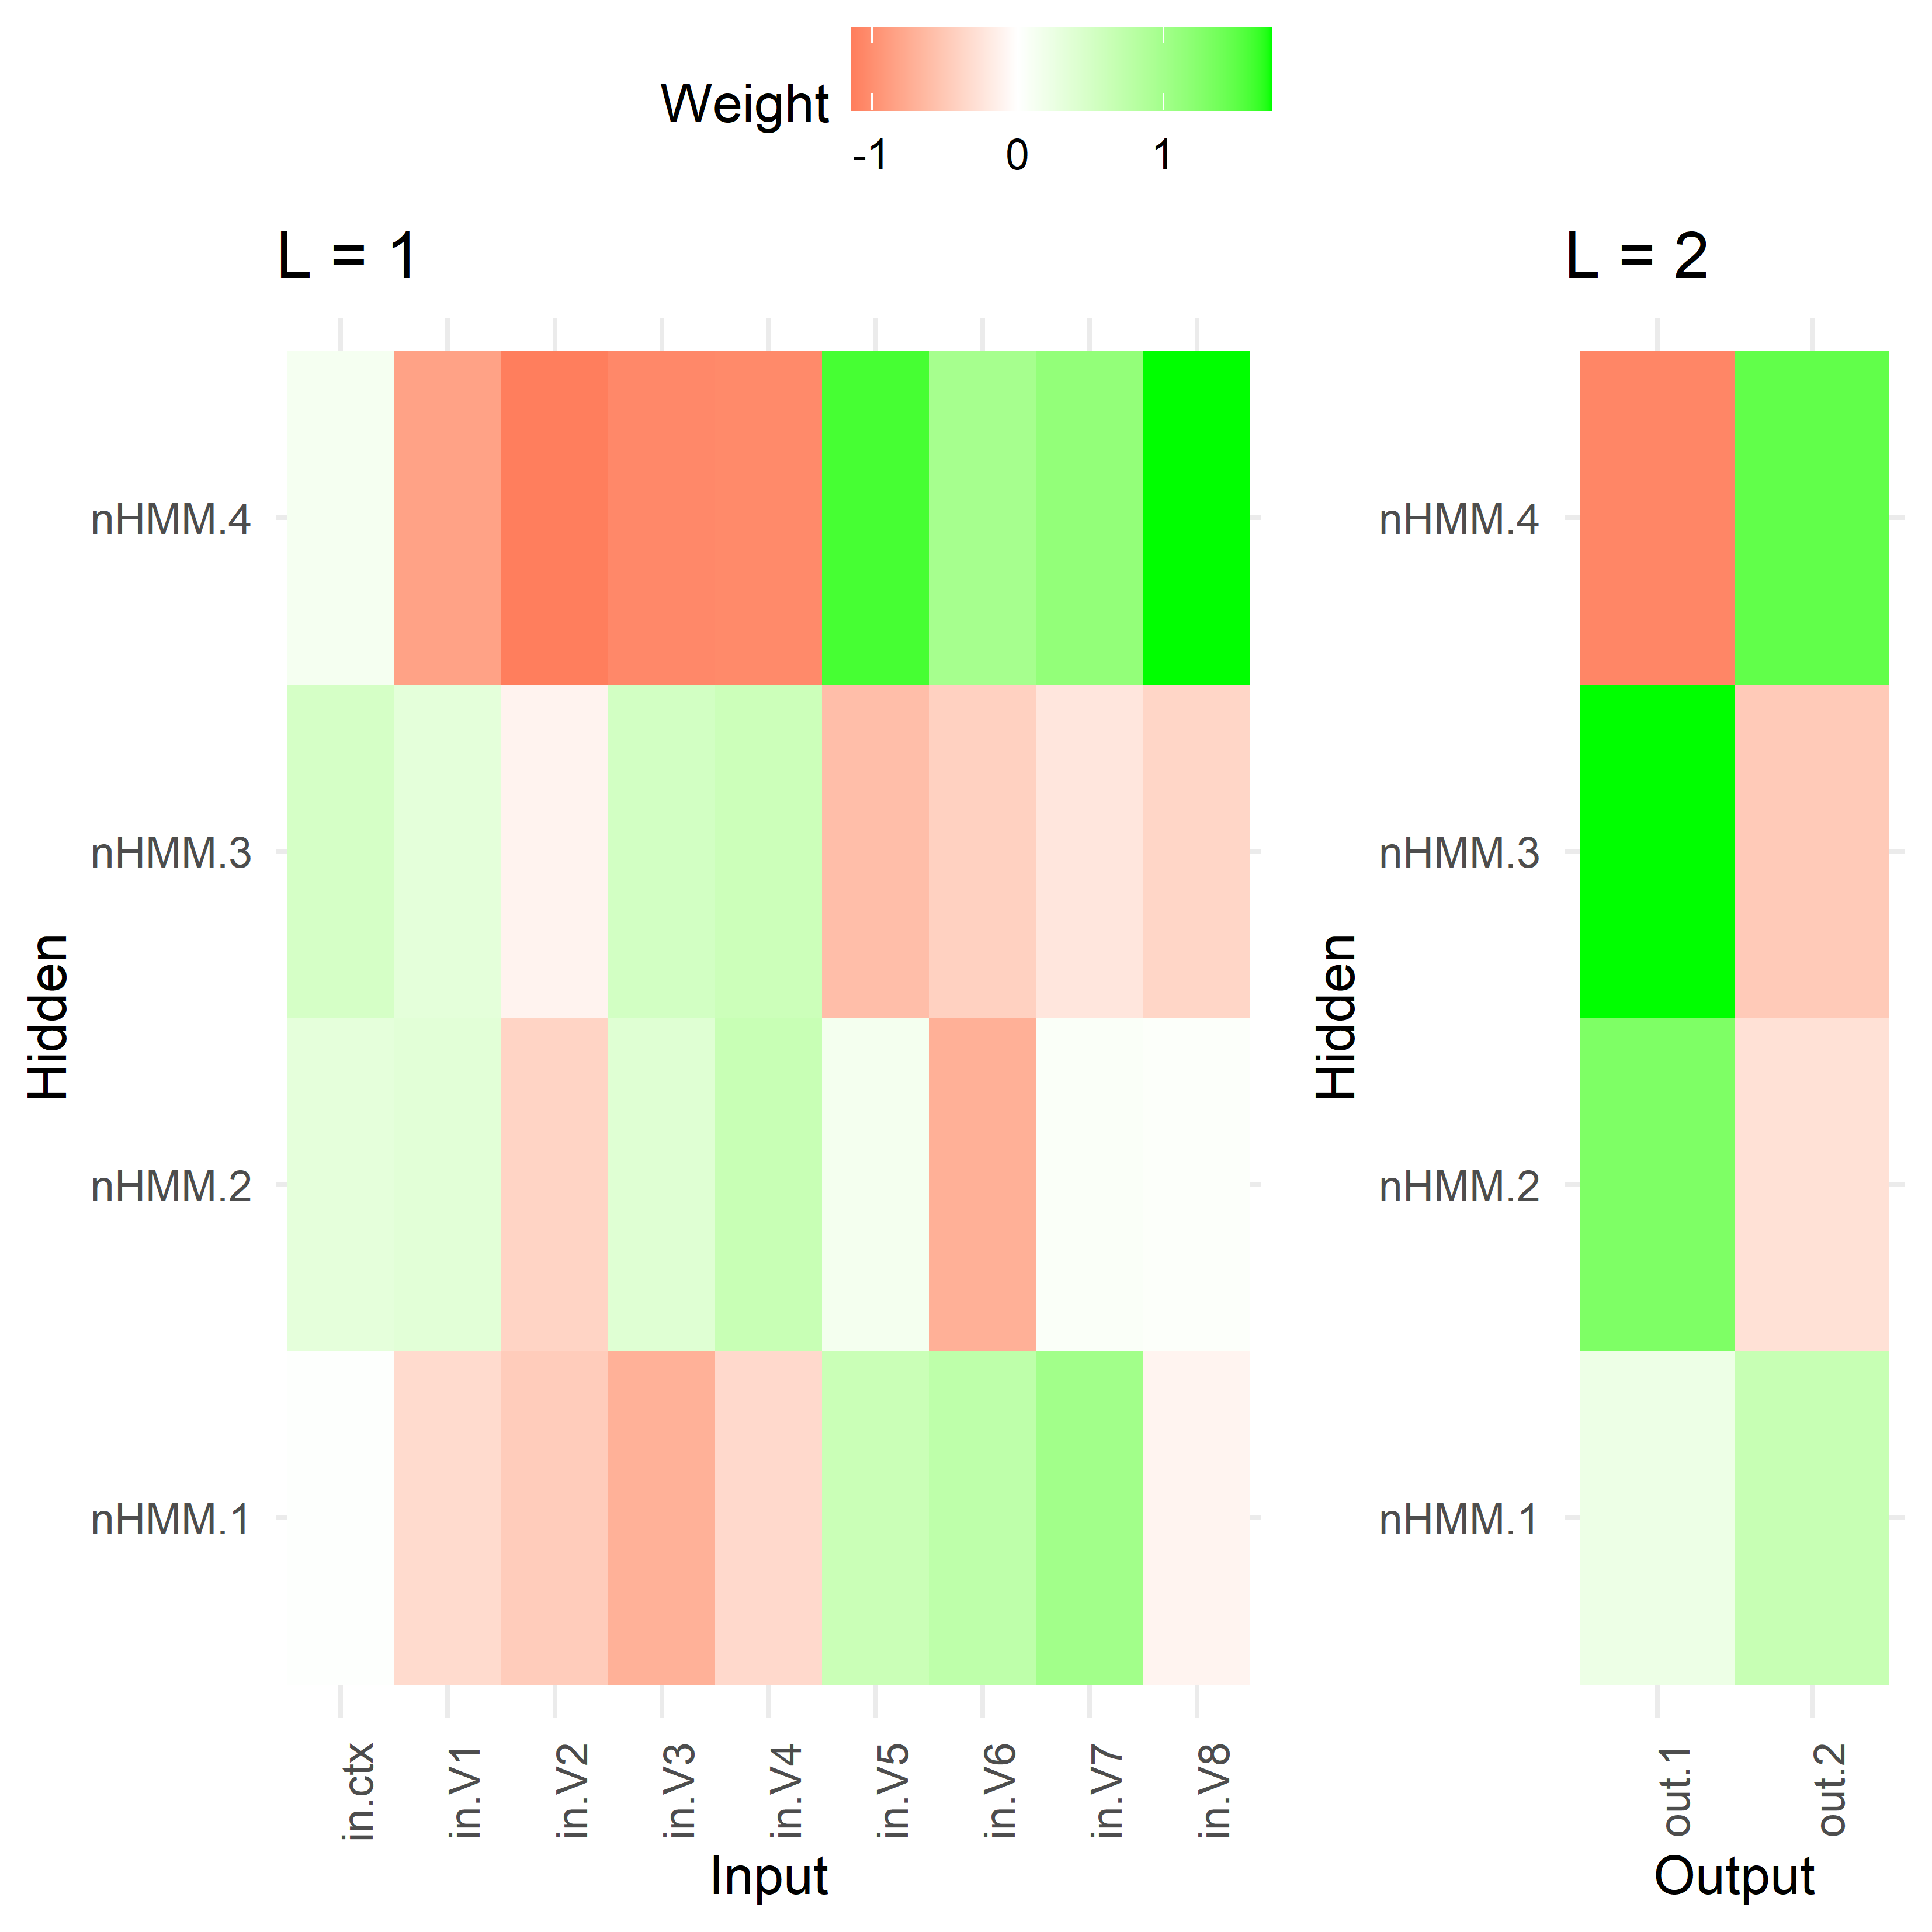 Weight
-1 0 1
L = 1
L = 2
nHMM.4
nHMM.3
nHMM.2
nHMM.1
Hidden
in.ctx in.V1 in.V2 in.V3 in.V4 in.V5 in.V6 in.V7 in.V8
Input
nHMM.4
nHMM.3
nHMM.2
nHMM.1
Hidden
out.1 out.2
Output